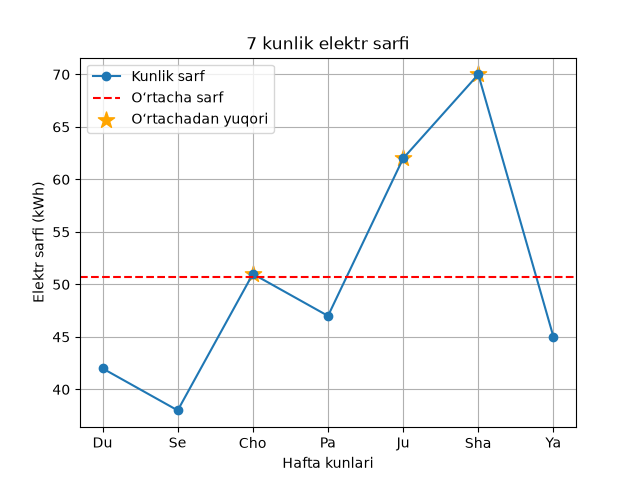 7 kunlik elektr sarfi
Kunlik sarf
O‘rtacha sarf
O‘rtachadan yuqori
Elektr sarfi (kWh)
70
65
60
55
50
45
40
Du Se Cho Pa Ju Sha Ya
Hafta kunlari